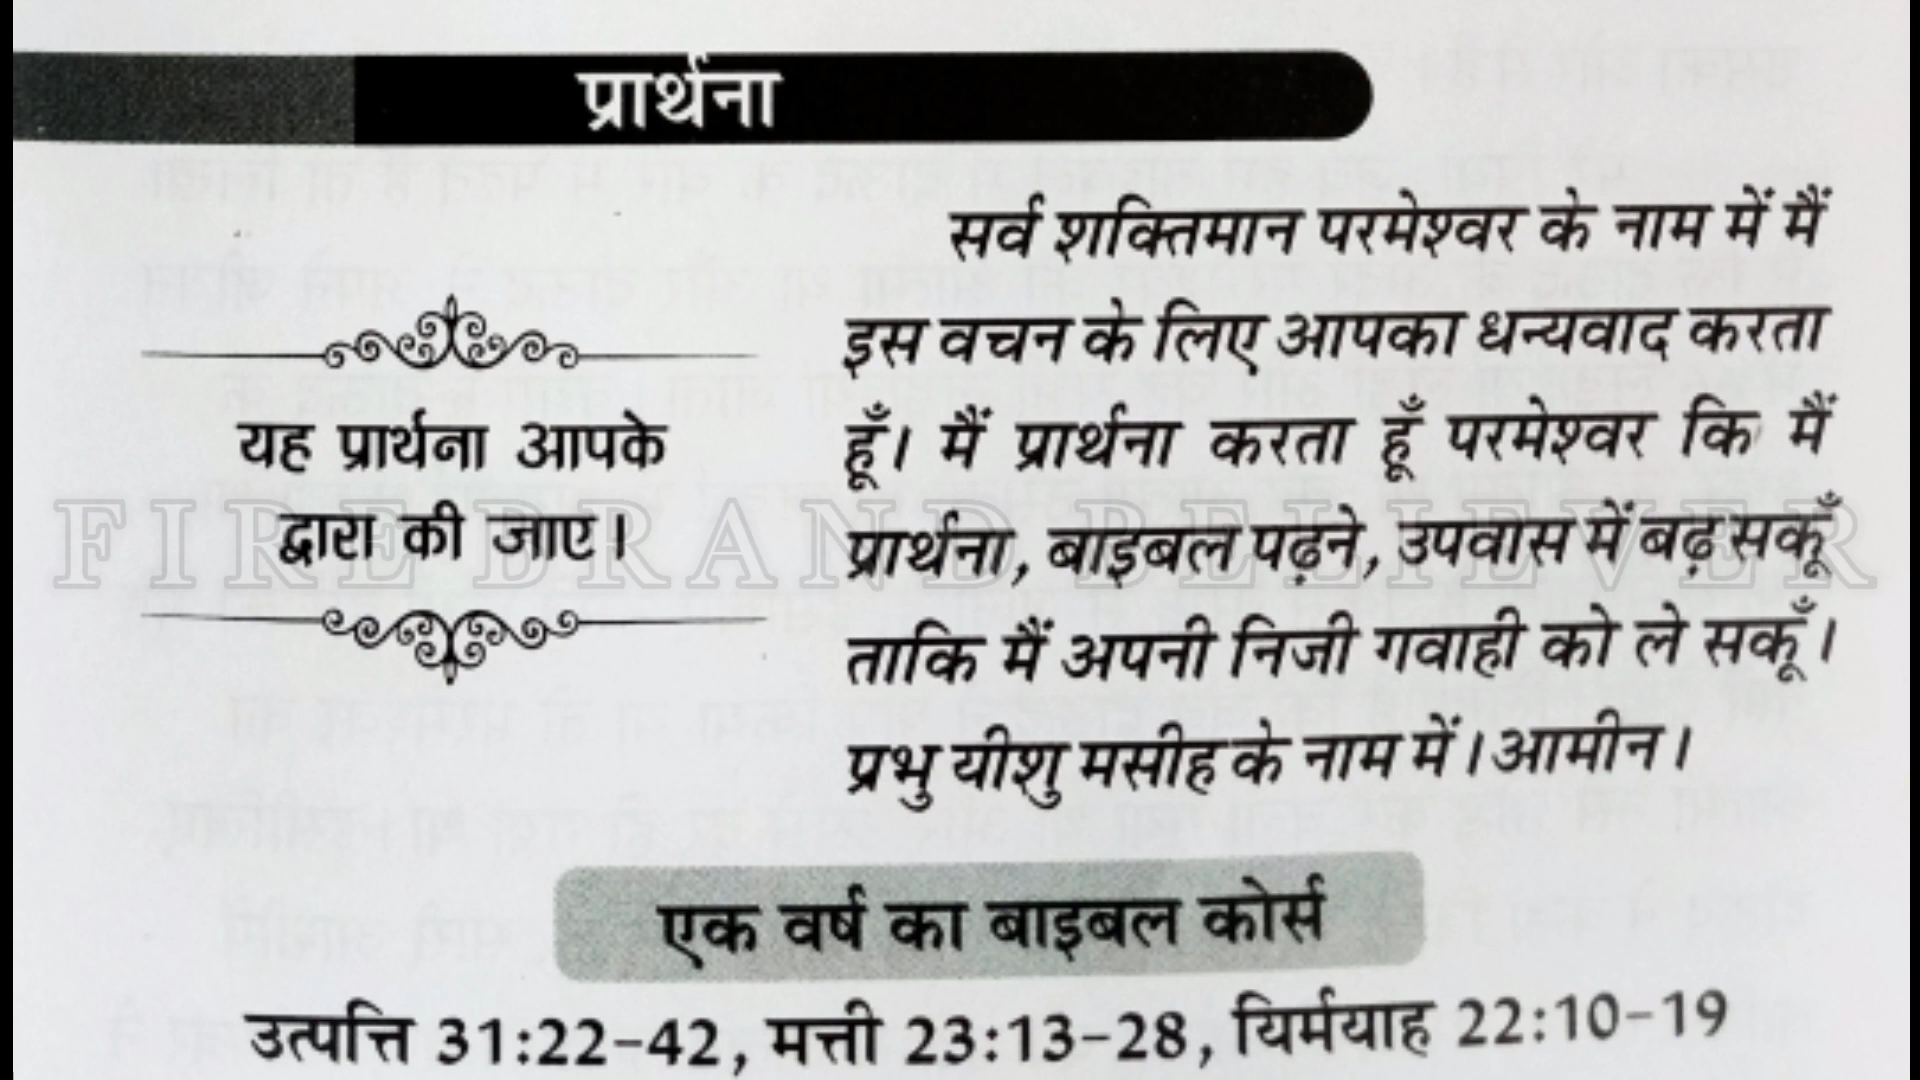 प्रार्थना
यह प्रार्थना आपके
द्वारा की जाए।
सर्व शक्तिमान परमेश्वर के नाम में मैं
इस वचन के लिए आपका धन्यवाद करता
हूँ। मैं प्रार्थना करता हूँ परमेश्वर कि मैं
प्रार्थना, बाइबल पढ़ने, उपवास में बढ़ सकूँ
ताकि मैं अपनी निजी गवाही को ले सकूँ।
प्रभु यीशु मसीह के नाम में। आमीन।
FIRE BRAND BELIEVER
एक वर्ष का बाइबल कोर्स
उत्पत्ति 31:22-42, मत्ती 23:13-28, यिर्मयाह 22:10-19